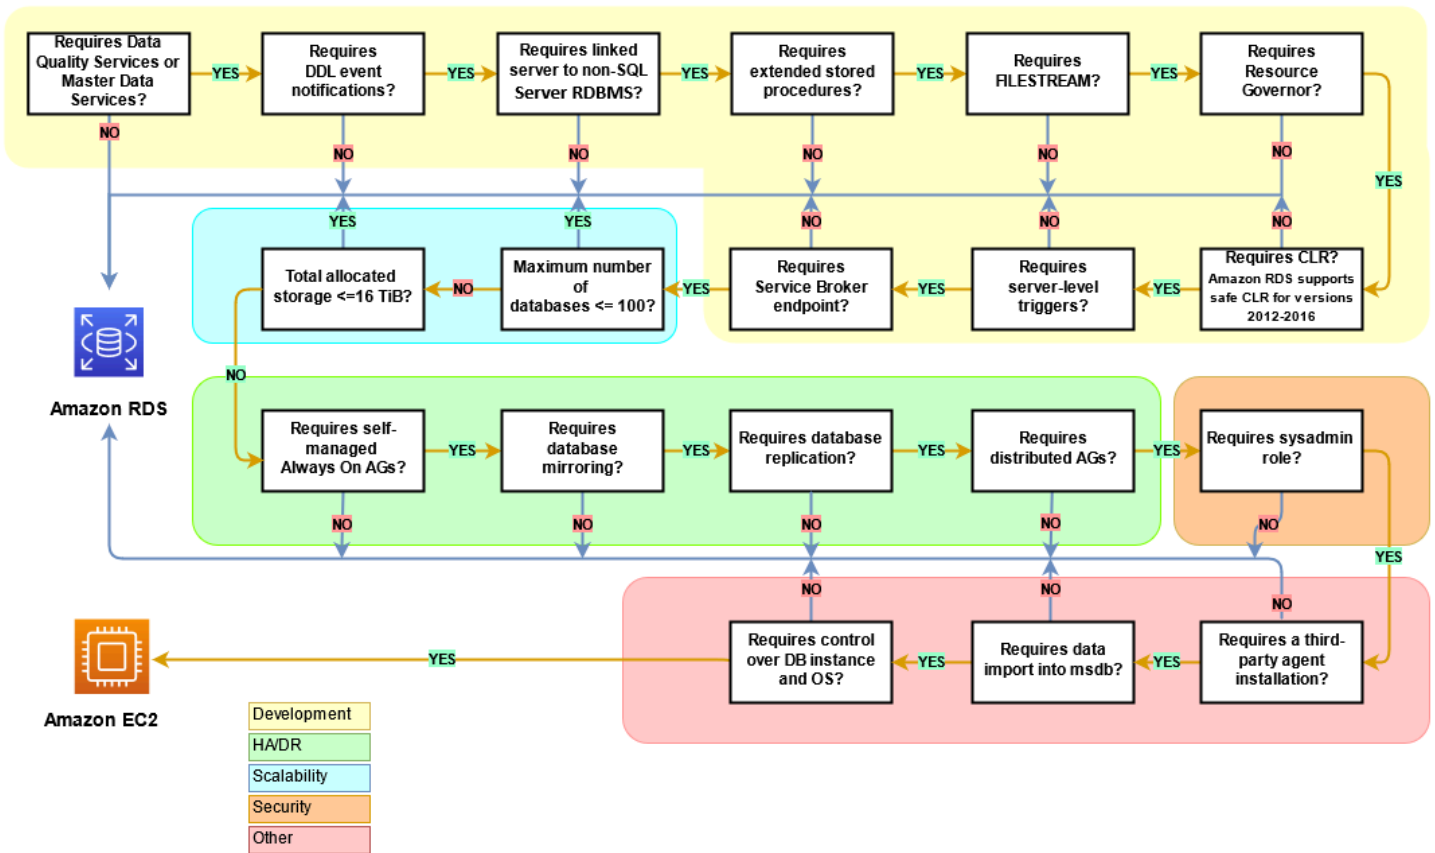 Requires Data
Quality Services or
Master Data
Services?
YES
Requires
DDL event
notifications?
YES
Requires linked
server to non-SQL
Server RDBMS?
YES
Requires
extended stored
procedures?
YES
Requires
FILESTREAM?
YES
Requires
Resource
Governor?
NO
NO
NO
NO
NO
NO
YES
YES
YES
NO
NO
NO
Total allocated
storage <=16 TiB?
NO
Maximum number
of
databases <= 100?
YES
Requires
Service Broker
endpoint?
YES
Requires
server-level
triggers?
YES
Requires CLR?
Amazon RDS supports
safe CLR for versions
2012-2016
NO
Amazon RDS
Requires self-
managed
Always On AGs?
YES
Requires
database
mirroring?
YES
Requires database
replication?
YES
Requires
distributed AGs?
YES
Requires sysadmin
role?
NO
NO
NO
NO
NO
YES
NO
NO
NO
Amazon EC2
YES
Requires control
over DB instance
and OS?
YES
Requires data
import into msdb?
YES
Requires a third-
party agent
installation?
Development
HA/DR
Scalability
Security
Other